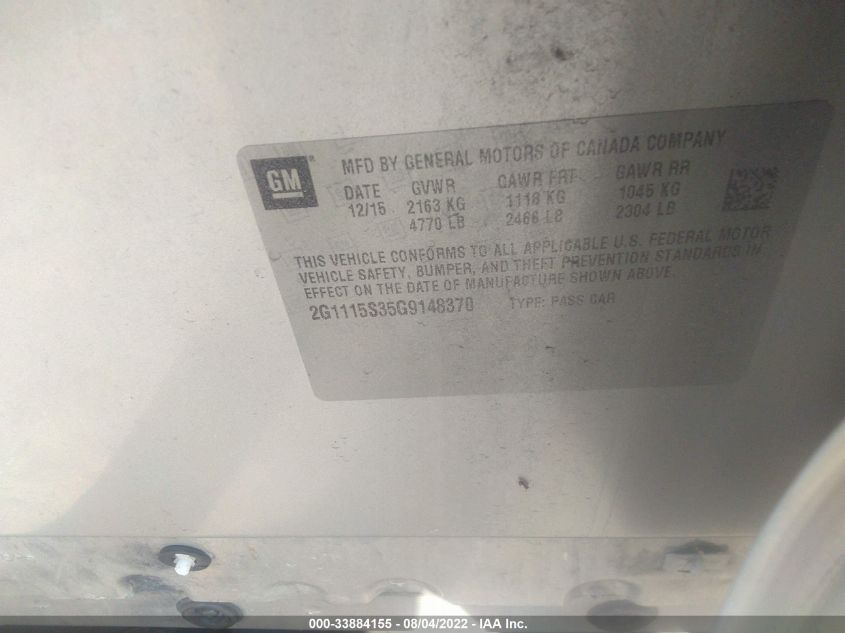 GM
MFD BY GENERAL MOTORS OF CANADA COMPANY
DATE GVWR GAWR FRT GAWR RR
12/15 2163 KG 1118 KG 1045 KG
4770 LB 2466 LB 2304 LB
THIS VEHICLE CONFORMS TO ALL APPLICABLE U.S. FEDERAL MOTOR
VEHICLE SAFETY, BUMPER, AND THEFT PREVENTION STANDARDS IN
EFFECT ON THE DATE OF MANUFACTURE SHOWN ABOVE.
2G1115S35G9148370 TYPE: PASS CAR
000-33884155 - 08/04/2022 - IAA Inc.